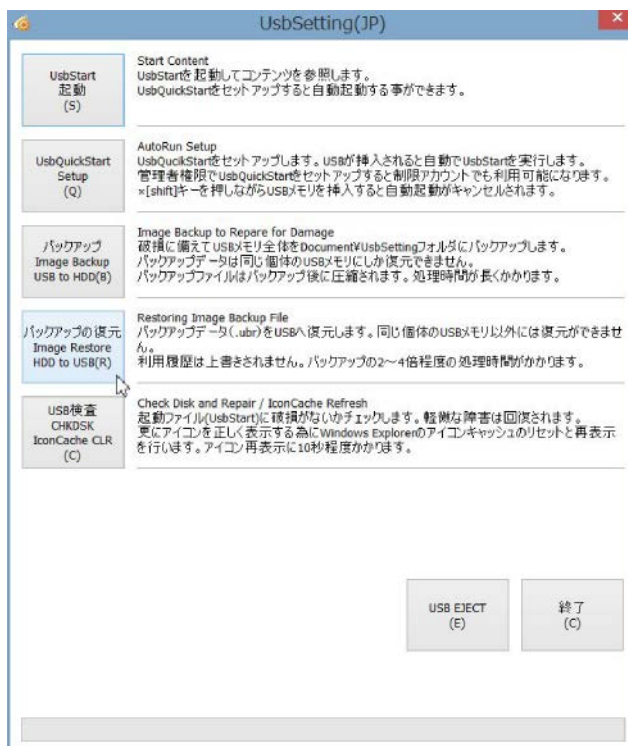 UsbSetting(JP)
UsbStart
起動
(S)
Start Content
UsbStartを起動してコンテンツを参照します。
UsbQuickStartをセットアップすると自動起動する事ができます。
UsbQuickStart
Setup
(Q)
AutoRun Setup
UsbQucikStartをセットアップします。USBが挿入されると自動でUsbStartを実行します。
管理者権限でUsbQuickStartをセットアップすると制限アカウントでも利用可能になります。
×[shift]キーを押しながらUSBメモリを挿入すると自動起動がキャンセルされます。
バックアップ
Image Backup
USB to HDD(B)
Image Backup to Repare for Damage
破損に備えてUSBメモリ全体をDocument¥UsbSettingフォルダにバックアップします。
バックアップデータは同じ個体のUSBメモリにしか復元できません。
バックアップファイルはバックアップ後に圧縮されます。処理時間が長くかかります。
バックアップの復元
Image Restore
HDD to USB(R)
Restoring Image Backup File
バックアップデータ(.ubr)をUSBへ復元します。同じ個体のUSBメモリ以外には復元ができませ
ん。
利用履歴は上書きされません。バックアップの2～4倍程度の処理時間がかかります。
USB検査
CHKDSK
IconCache CLR
(C)
Check Disk and Repair / IconCache Refresh
起動ファイル(UsbStart)に破損がないかチェックします。軽微な障害は回復されます。
更にアイコンを正しく表示する為にWindows Explorerのアイコンキャッシュのリセットと再表示
を行います。アイコン再表示に10秒程度かかります。
USB EJECT
(E)
終了
(C)